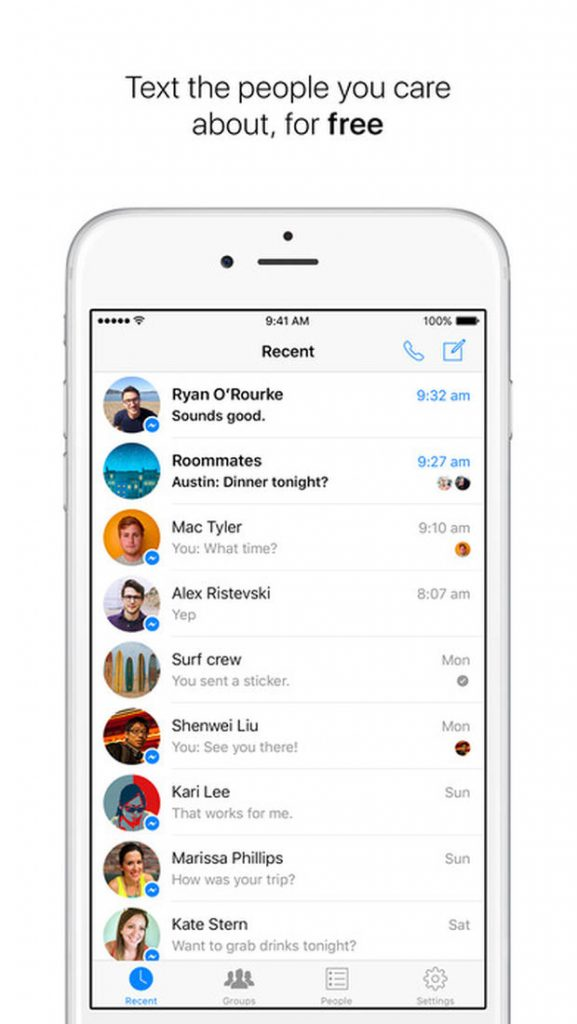 Text the people you care
about, for free
9:41 AM
100%
Recent
Ryan O’Rourke
9:32 am
Sounds good.
Roommates
9:27 am
Austin: Dinner tonight?
Mac Tyler
9:10 am
You: What time?
Alex Ristevski
8:07 am
Yep
Surf crew
Mon
You sent a sticker.
Shenwei Liu
Mon
You: See you there!
Kari Lee
Sun
That works for me.
Marissa Phillips
Sun
How was your trip?
Kate Stern
Sat
Want to grab drinks tonight?
Recent
Groups
People
Settings